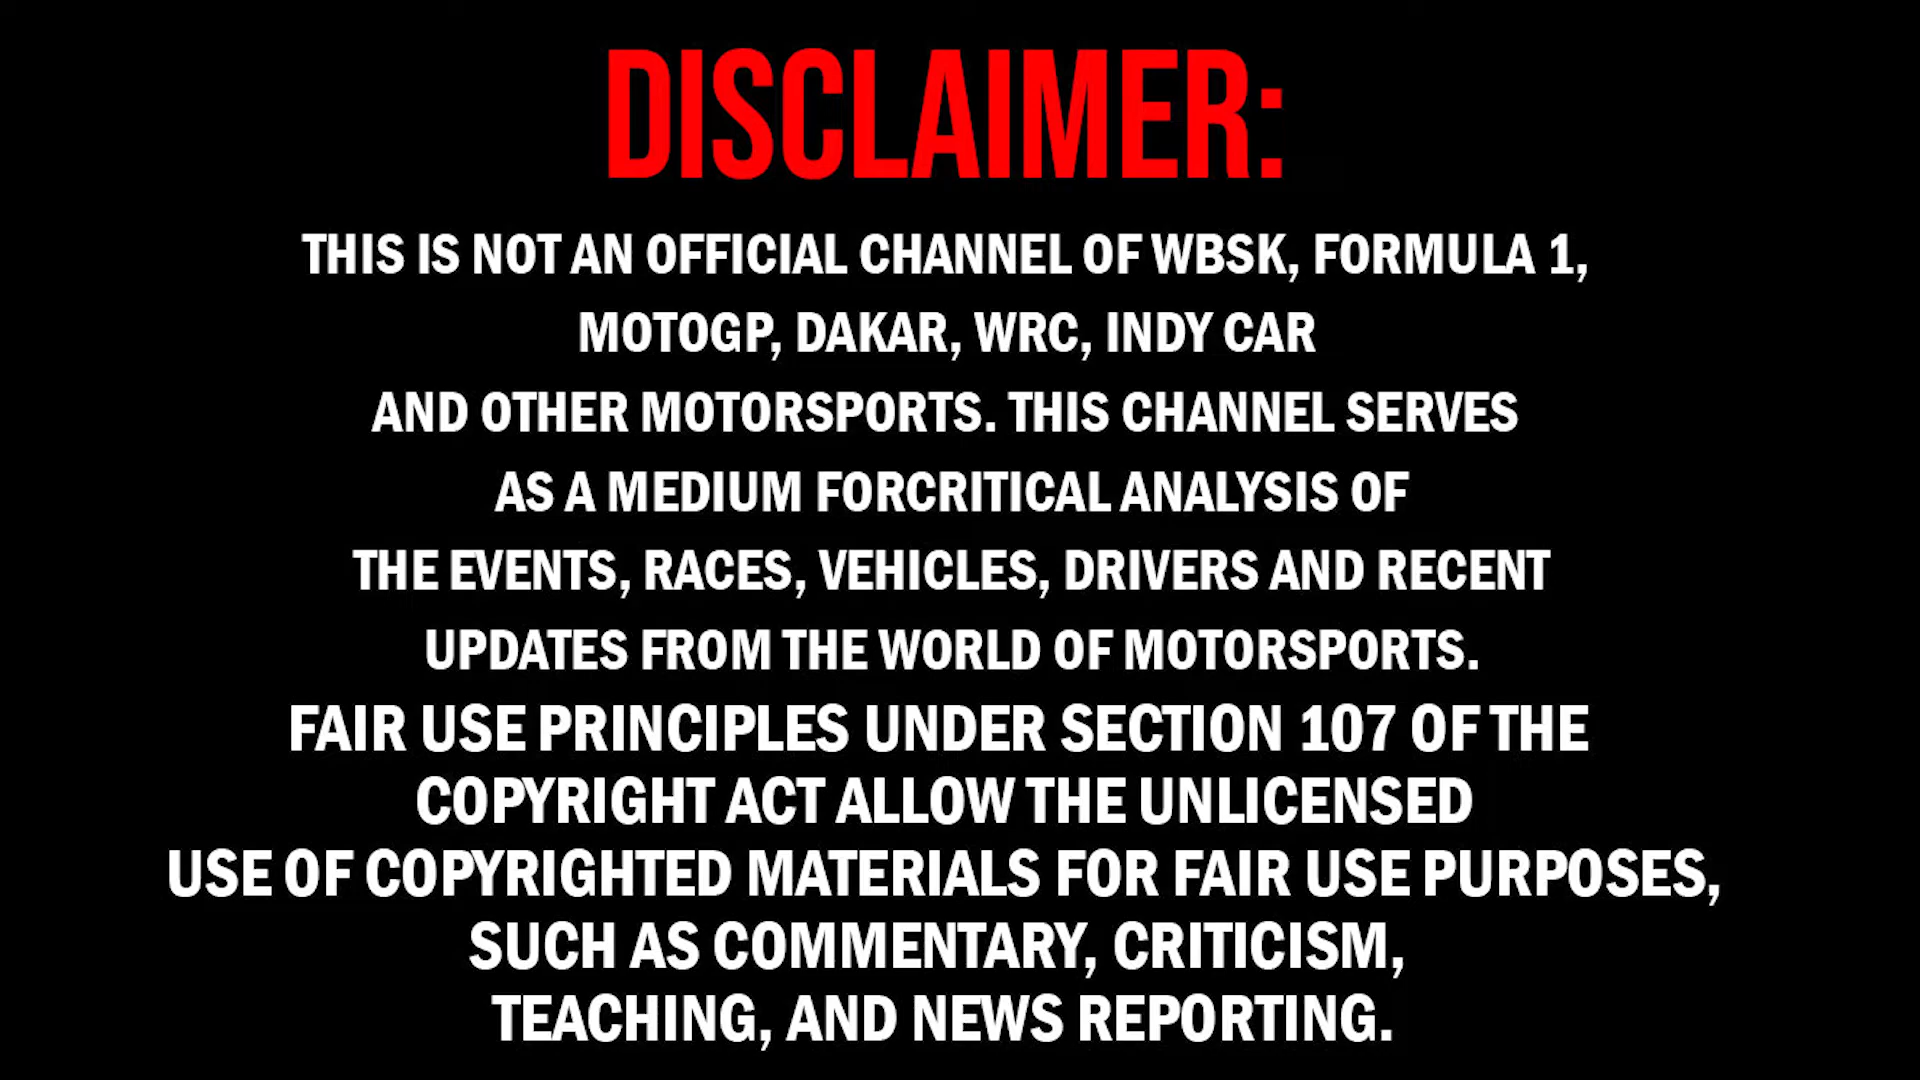 DISCLAIMER:
THIS IS NOT AN OFFICIAL CHANNEL OF WBSK, FORMULA 1,
MOTOGP, DAKAR, WRC, INDY CAR
AND OTHER MOTORSPORTS. THIS CHANNEL SERVES
AS A MEDIUM FORCRITICAL ANALYSIS OF
THE EVENTS, RACES, VEHICLES, DRIVERS AND RECENT
UPDATES FROM THE WORLD OF MOTORSPORTS.
FAIR USE PRINCIPLES UNDER SECTION 107 OF THE
COPYRIGHT ACT ALLOW THE UNLICENSED
USE OF COPYRIGHTED MATERIALS FOR FAIR USE PURPOSES,
SUCH AS COMMENTARY, CRITICISM,
TEACHING, AND NEWS REPORTING.